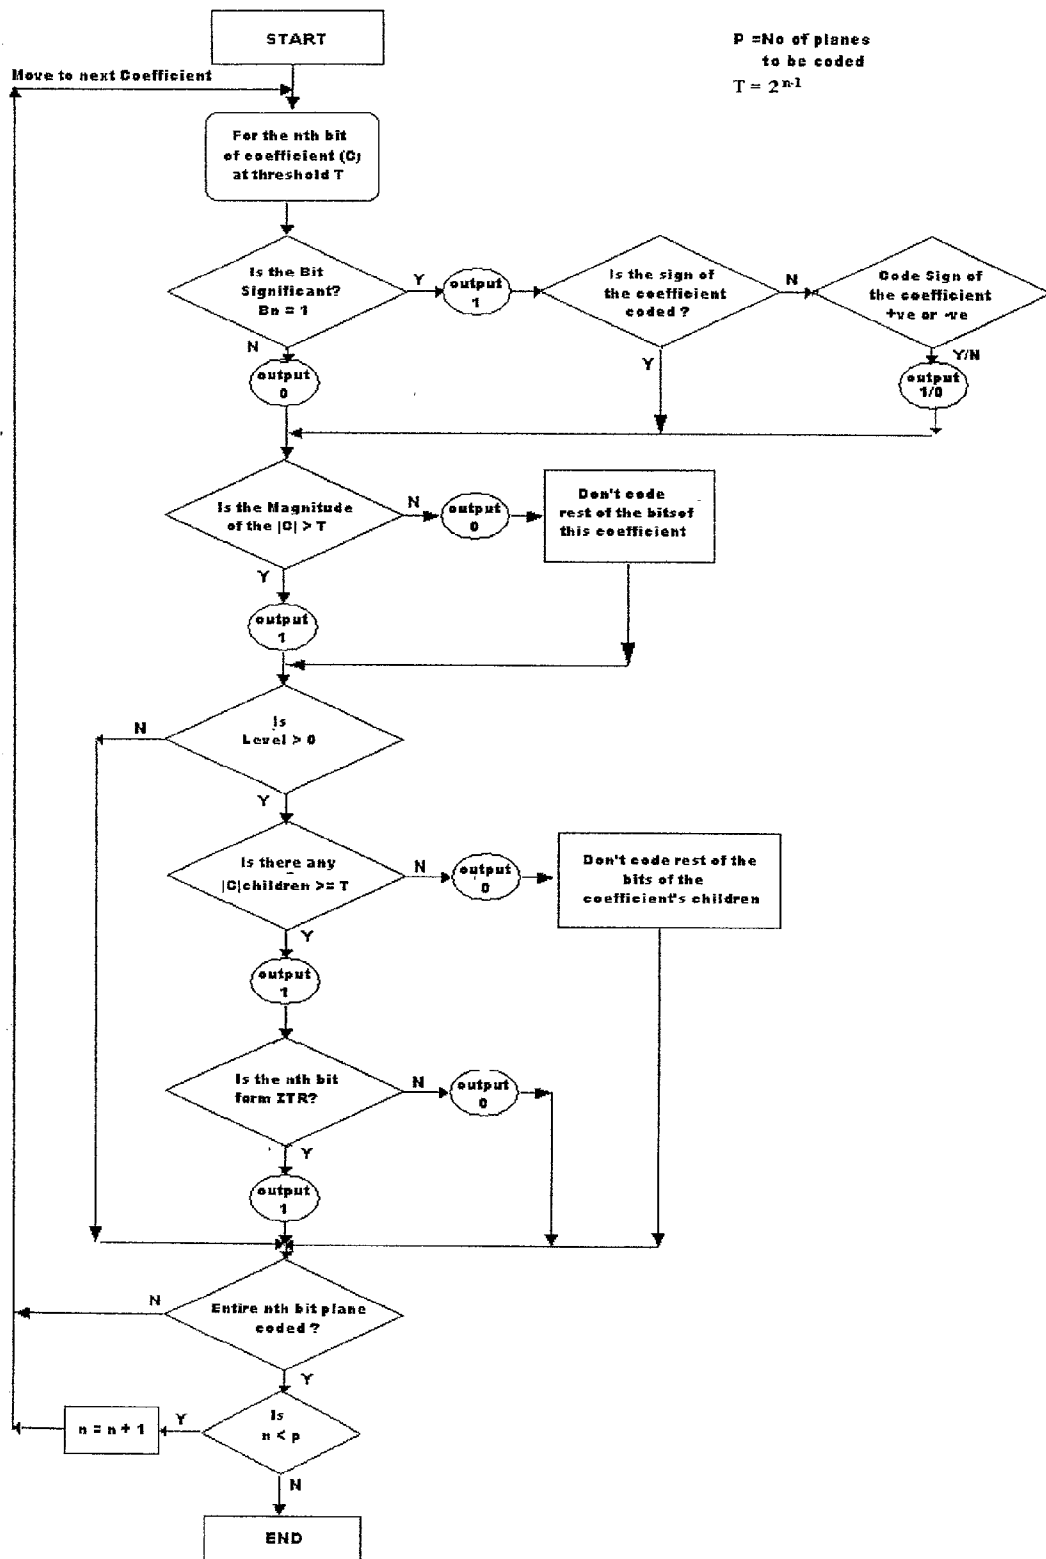 START
P =No of planes
to be coded
T = 2^n-1
Move to next Coefficient
For the nth bit
of coefficient (C)
at threshold T
Is the Bit
Significant?
Bn = 1
Y
output
1
Is the sign of
the coefficient
coded ?
N
Code Sign of
the coefficient
+ve or -ve
N
output
0
Y
Y/N
output
1/0
Is the Magnitude
of the |C| > T
N
output
0
Don't code
rest of the bitsof
this coefficient
Y
output
1
Is
Level > 0
N
Y
Is there any
|C|children >= T
N
output
0
Don't code rest of the
bits of the
coefficient's children
Y
output
1
Is the nth bit
form ZTR?
N
output
0
Y
output
1
Entire nth bit plane
coded ?
N
Y
Is
n < p
Y
n = n + 1
N
END